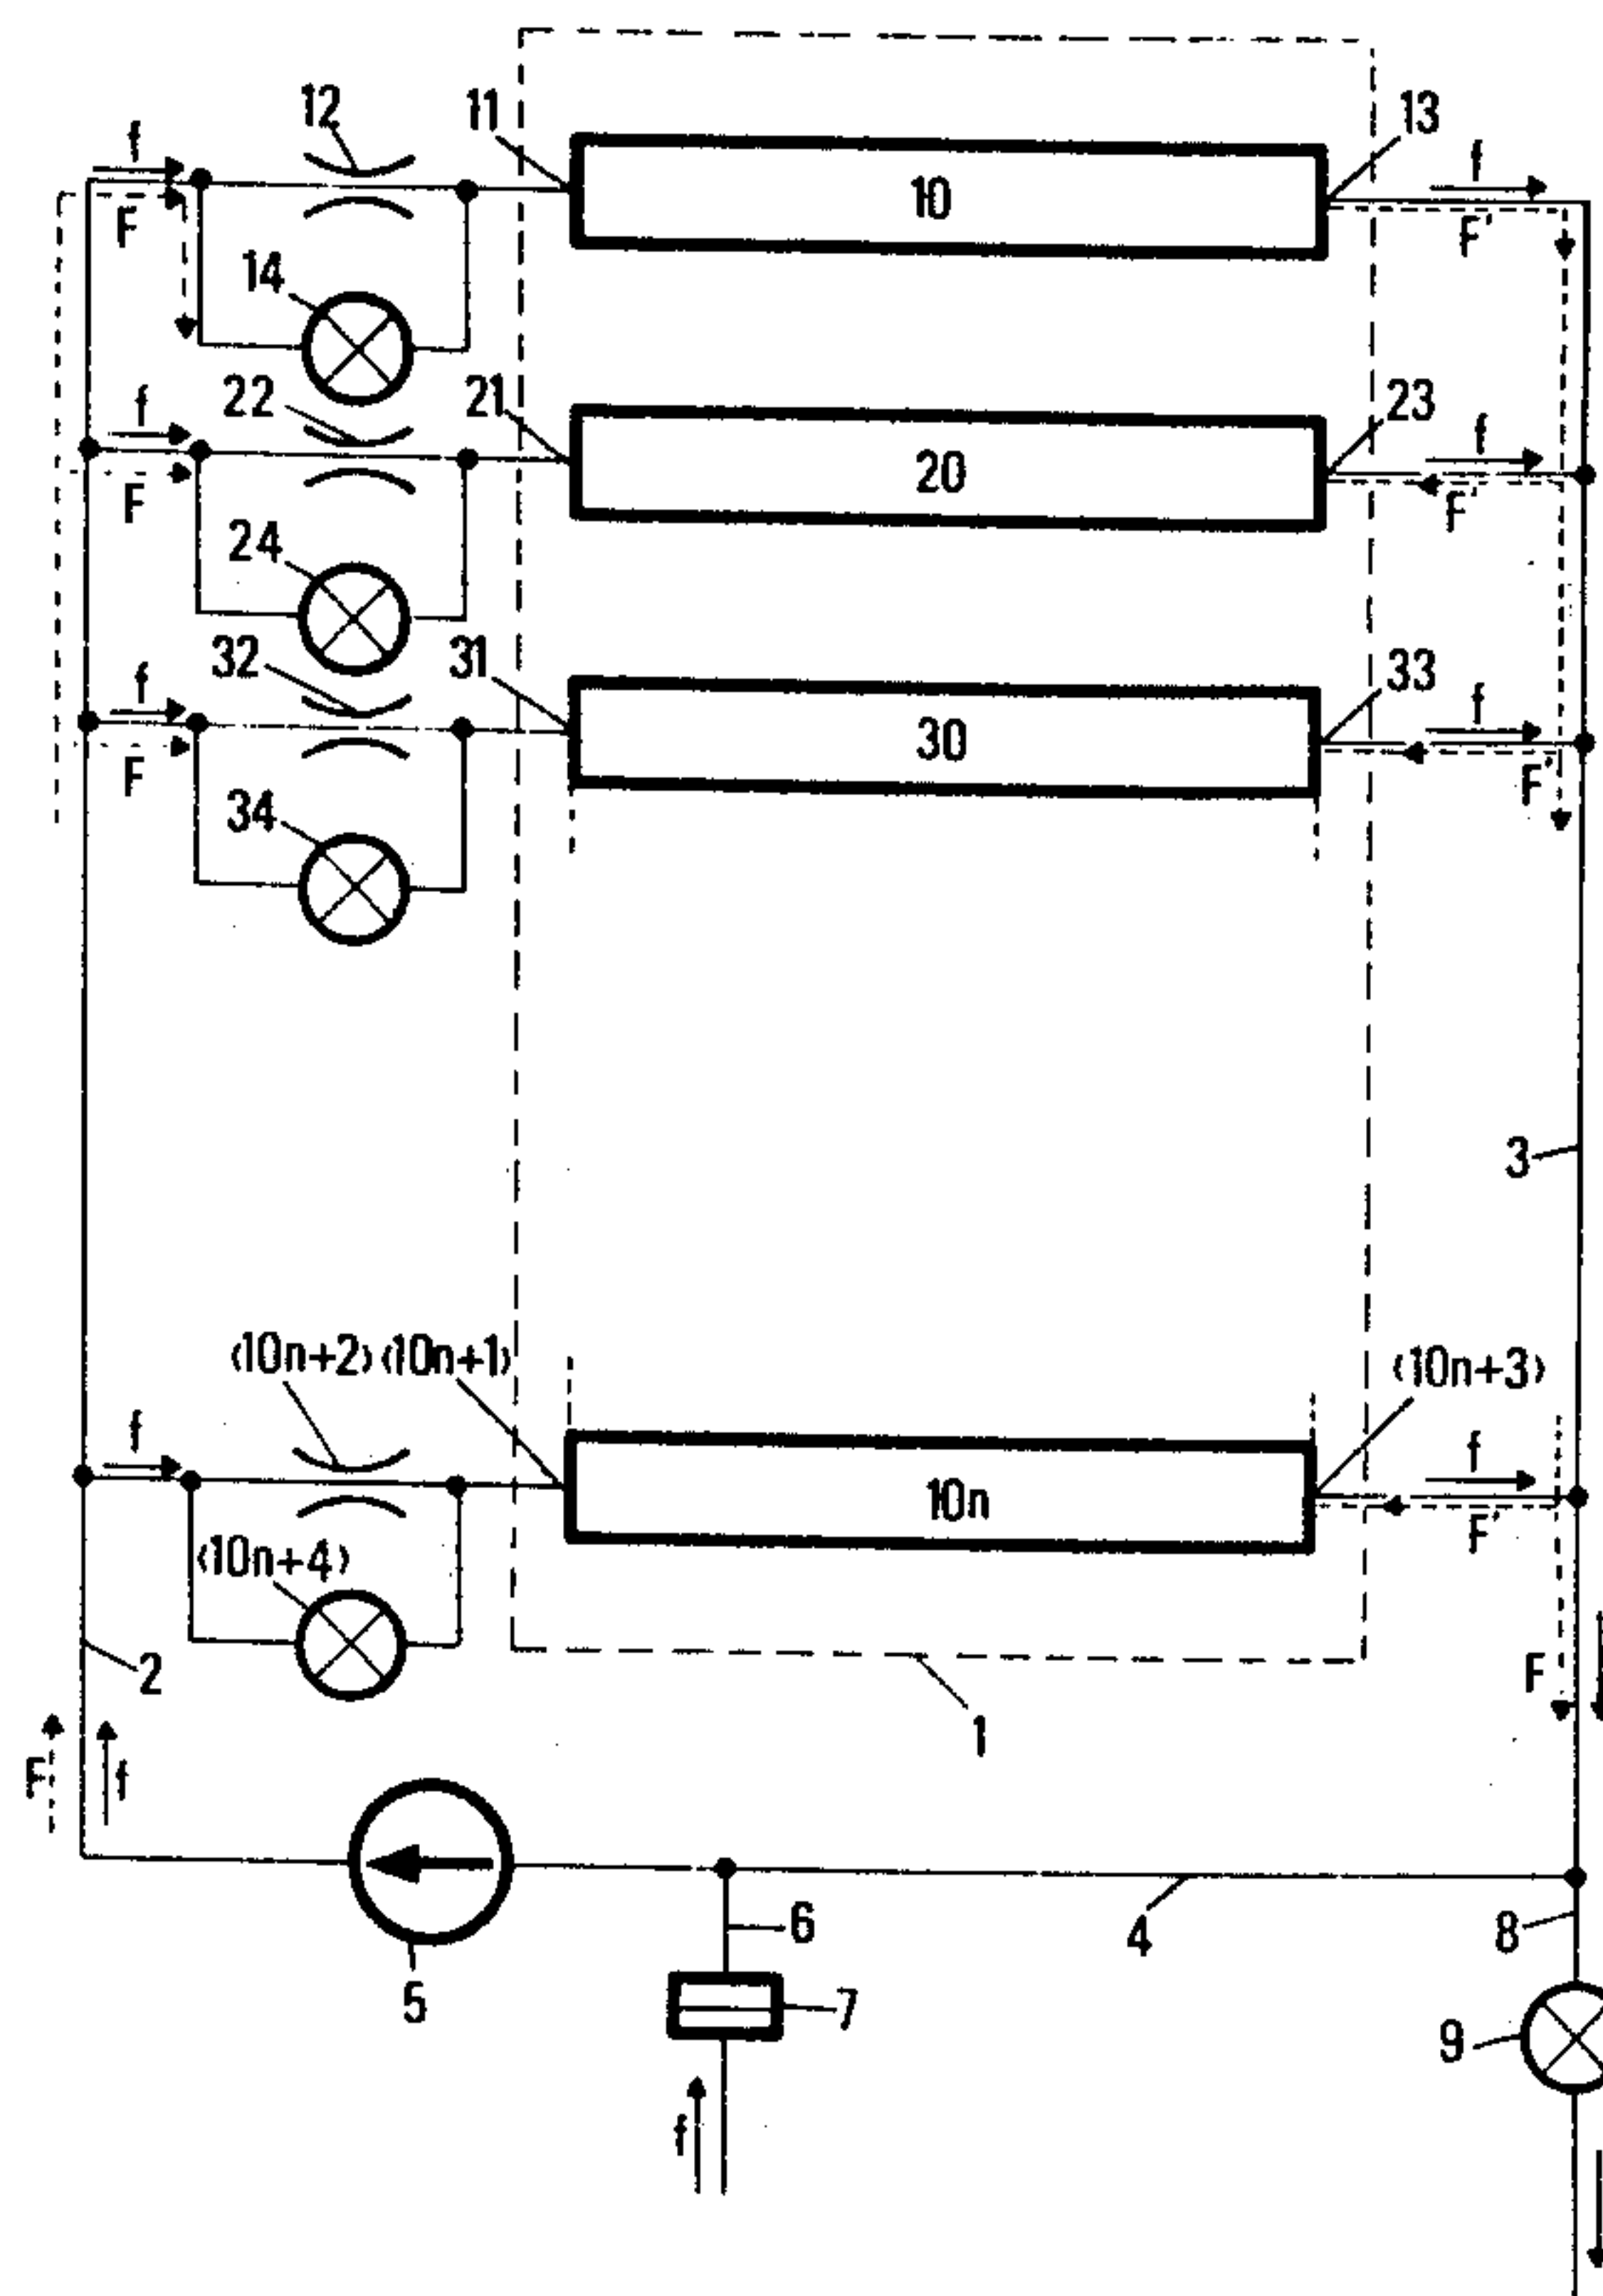 12 11 13
f f
10
F F'
14
22 21 23
f f
20
F F'
24
32 31 33
f f
30
F F'
34
3
(10n+2) (10n+1) (10n+3)
f f
10n
F'
(10n+4)
2 F
1
F f
6 4 8
5 7
9
f